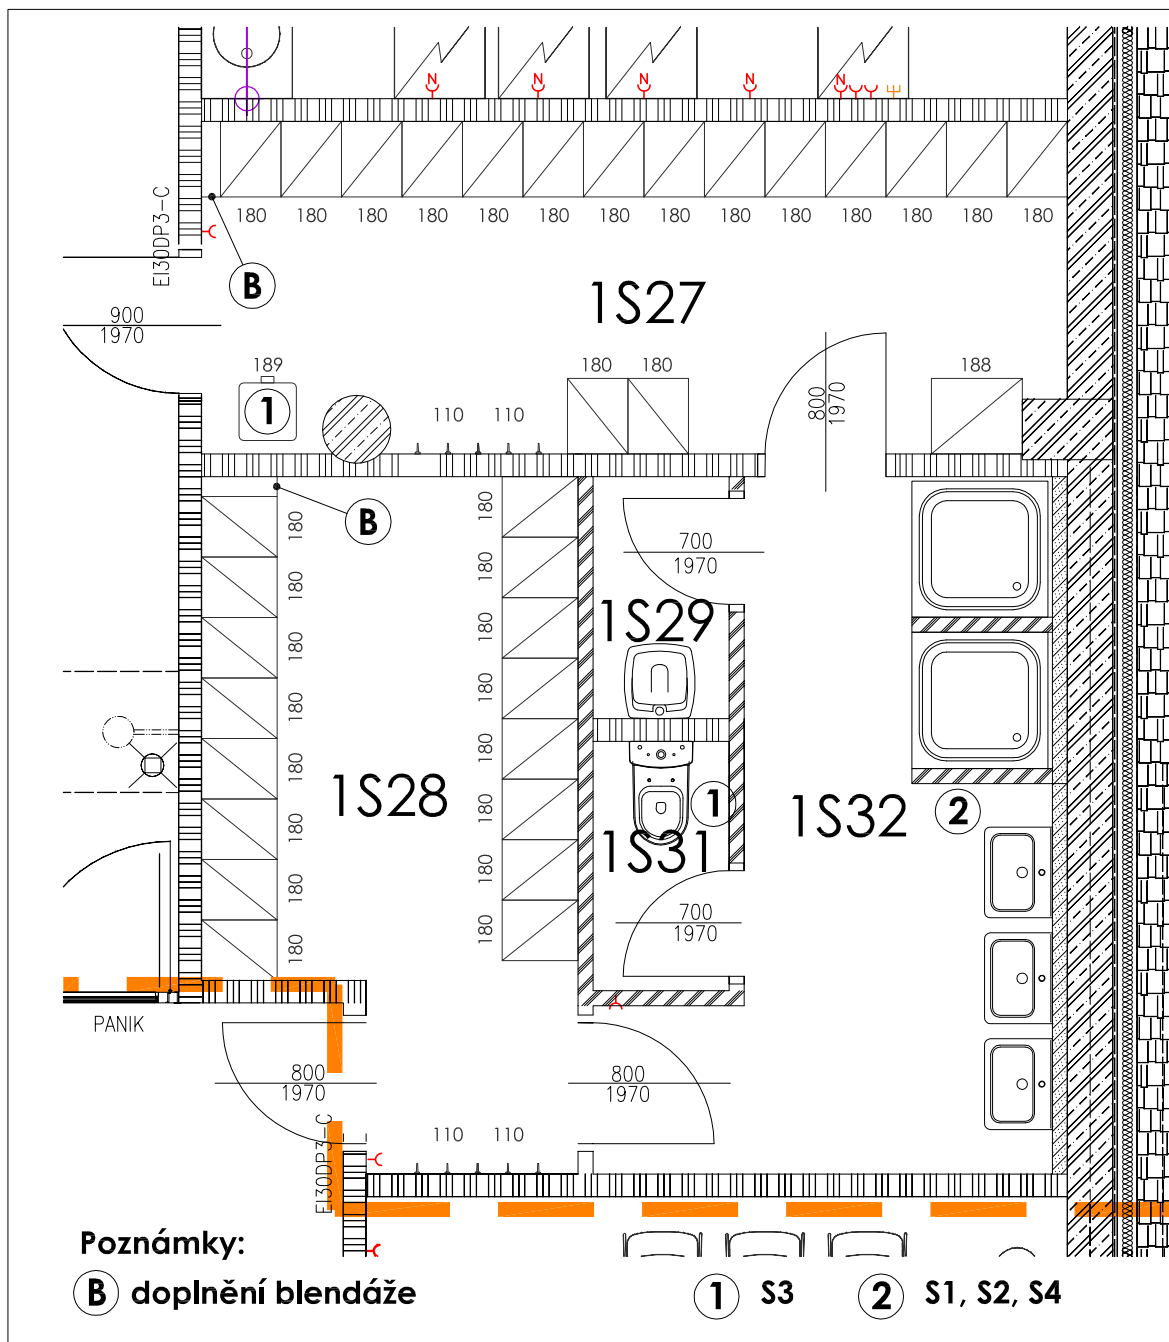 N N N N N
180 180 180 180 180 180 180 180 180 180 180 180 180 180
EI30DP3-C
B
1S27
900
1970
189
1
110 110
180 180
800
1970
188
B
180 180 180 180 180 180 180 180
180 180 180 180 180 180 180 180
700
1970
1S29
1S28
1
1S31
1S32
2
700
1970
PANIK
800
1970
800
1970
EI30DP3-C
110 110
Poznámky:
B doplnění blendáže
1 S3
2 S1, S2, S4